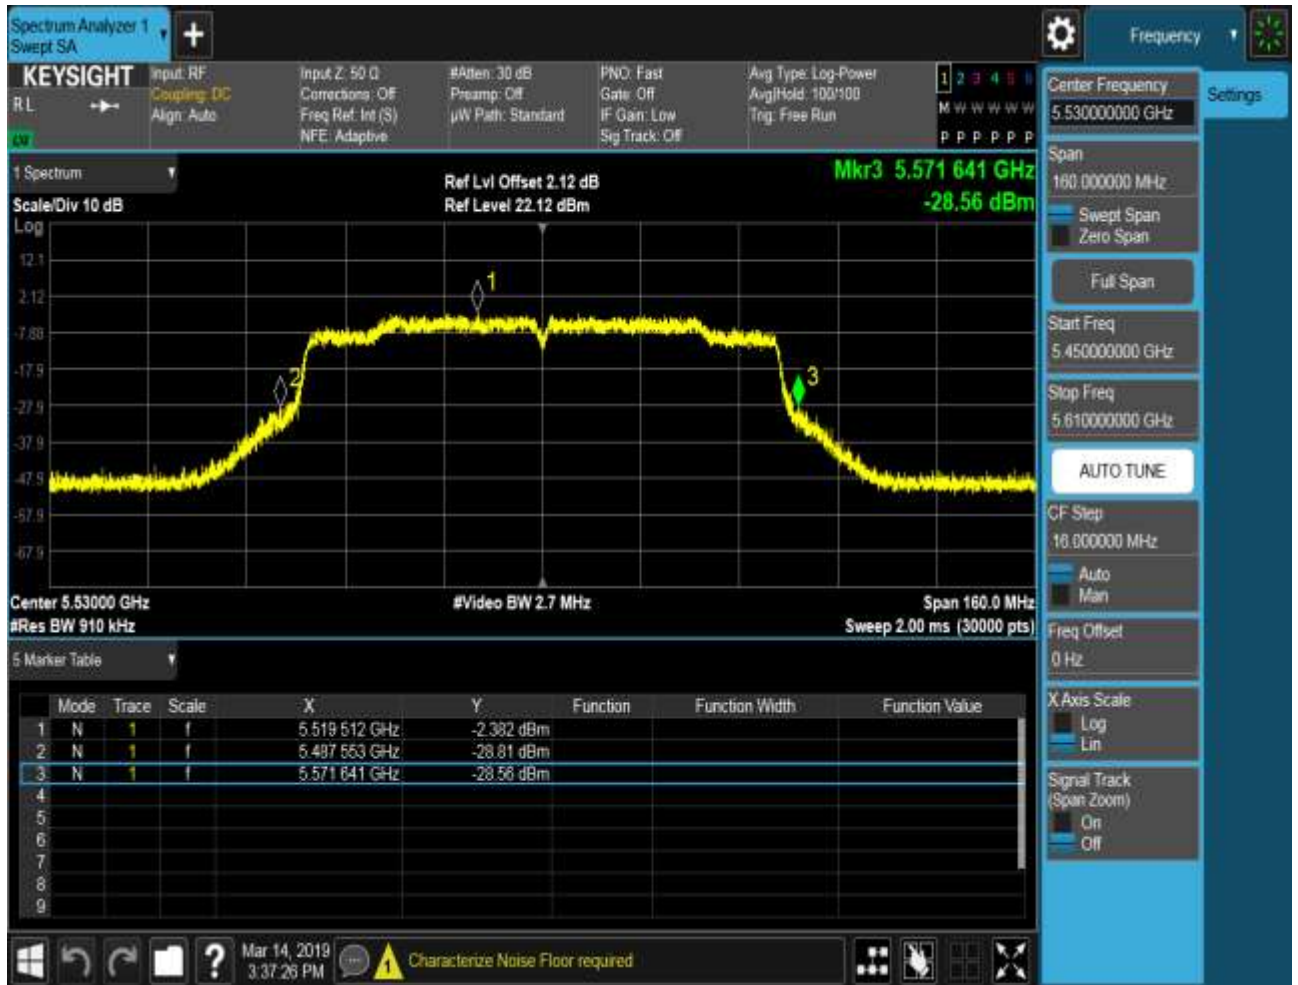 Spectrum Analyzer 1
Swept SA
Frequency
KEYSIGHT
R L
Input: RF
Coupling: DC
Align: Auto
Input Z: 50 Ω
Corrections: Off
Freq Ref: Int (S)
NFE: Adaptive
#Atten: 30 dB
Preamp: Off
µW Path: Standard
PNO: Fast
Gate: Off
IF Gain: Low
Sig Track: Off
Avg Type: Log-Power
Avg|Hold: 100/100
Trig: Free Run
1 2 3 4 5 6
M W W W W W
P P P P P P
1 Spectrum
Scale/Div 10 dB
Ref Lvl Offset 2.12 dB
Ref Level 22.12 dBm
Mkr3 5.571 641 GHz
-28.56 dBm
Log
12.1
2.12
-7.88
-17.9
-27.9
-37.9
-47.9
-57.9
-67.9
1
2
3
Center 5.53000 GHz
#Res BW 910 kHz
#Video BW 2.7 MHz
Span 160.0 MHz
Sweep 2.00 ms (30000 pts)
5 Marker Table
Mode Trace Scale X Y Function Function Width Function Value
1 N 1 f 5.519 512 GHz -2.382 dBm
2 N 1 f 5.487 553 GHz -28.81 dBm
3 N 1 f 5.571 641 GHz -28.56 dBm
4
5
6
7
8
9
Mar 14, 2019
3:37:26 PM
Characterize Noise Floor required
Center Frequency
5.530000000 GHz
Settings
Span
160.000000 MHz
Swept Span
Zero Span
Full Span
Start Freq
5.450000000 GHz
Stop Freq
5.610000000 GHz
AUTO TUNE
CF Step
16.000000 MHz
Auto
Man
Freq Offset
0 Hz
X Axis Scale
Log
Lin
Signal Track
(Span Zoom)
On
Off